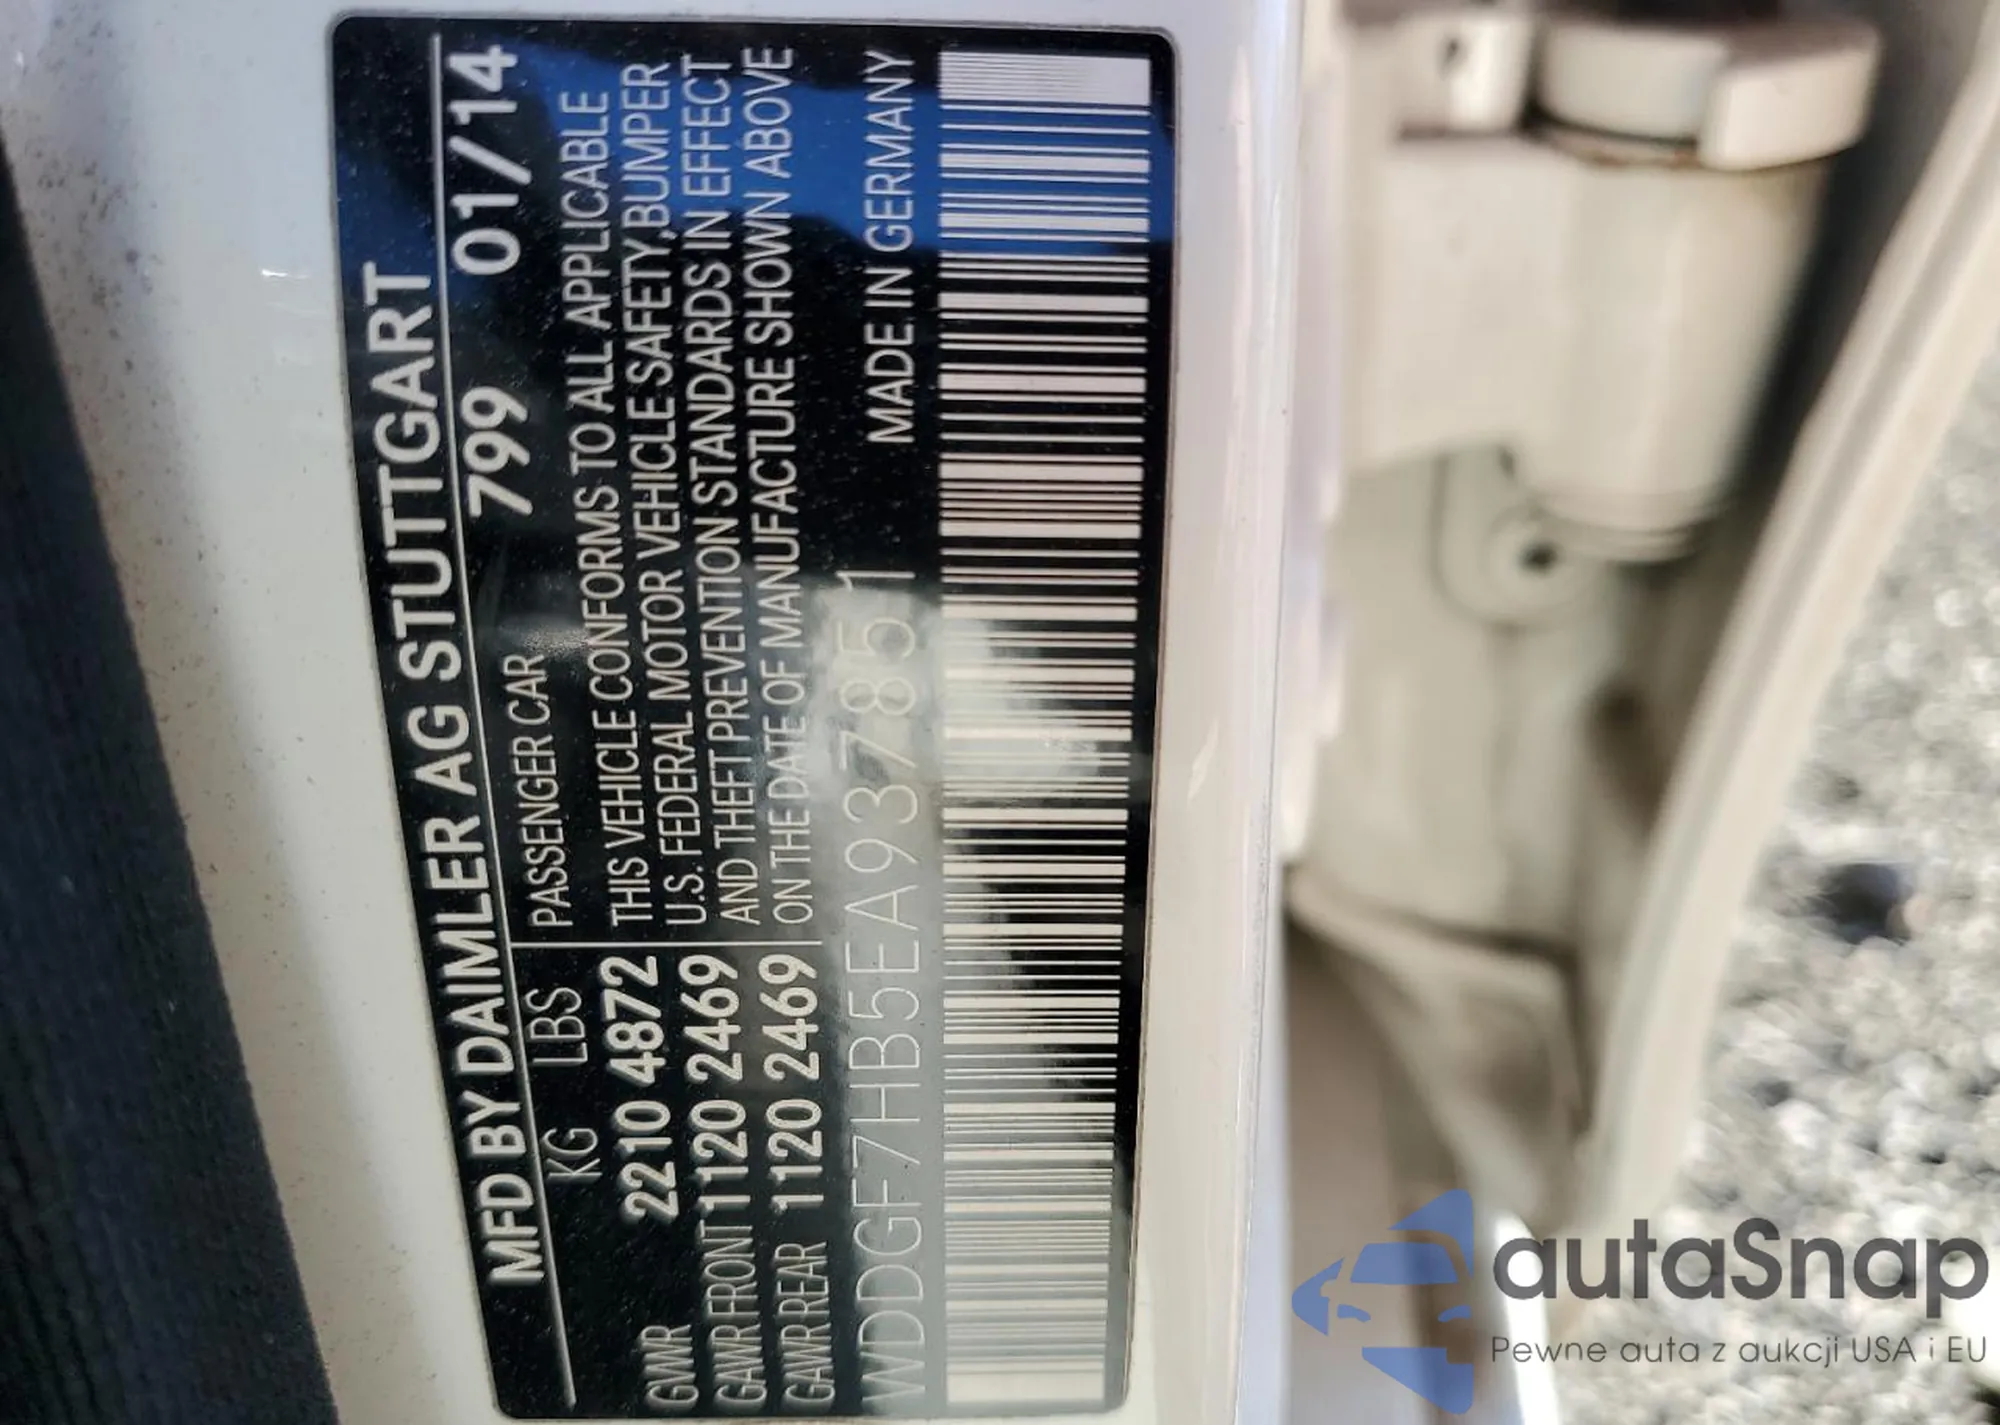 MFD BY DAIMLER AG STUTTGART
799 01/14
PASSENGER CAR
KG LBS
GWR 2210 4872
GAWR FRONT 1120 2469
GAWR REAR 1120 2469
THIS VEHICLE CONFORMS TO ALL APPLICABLE
U.S. FEDERAL MOTOR VEHICLE SAFETY,BUMPER
AND THEFT PREVENTION STANDARDS IN EFFECT
ON THE DATE OF MANUFACTURE SHOWN ABOVE
WDDGF7HB5EA937851
MADE IN GERMANY
autaSnap
Pewne auta z aukcji USA i EU